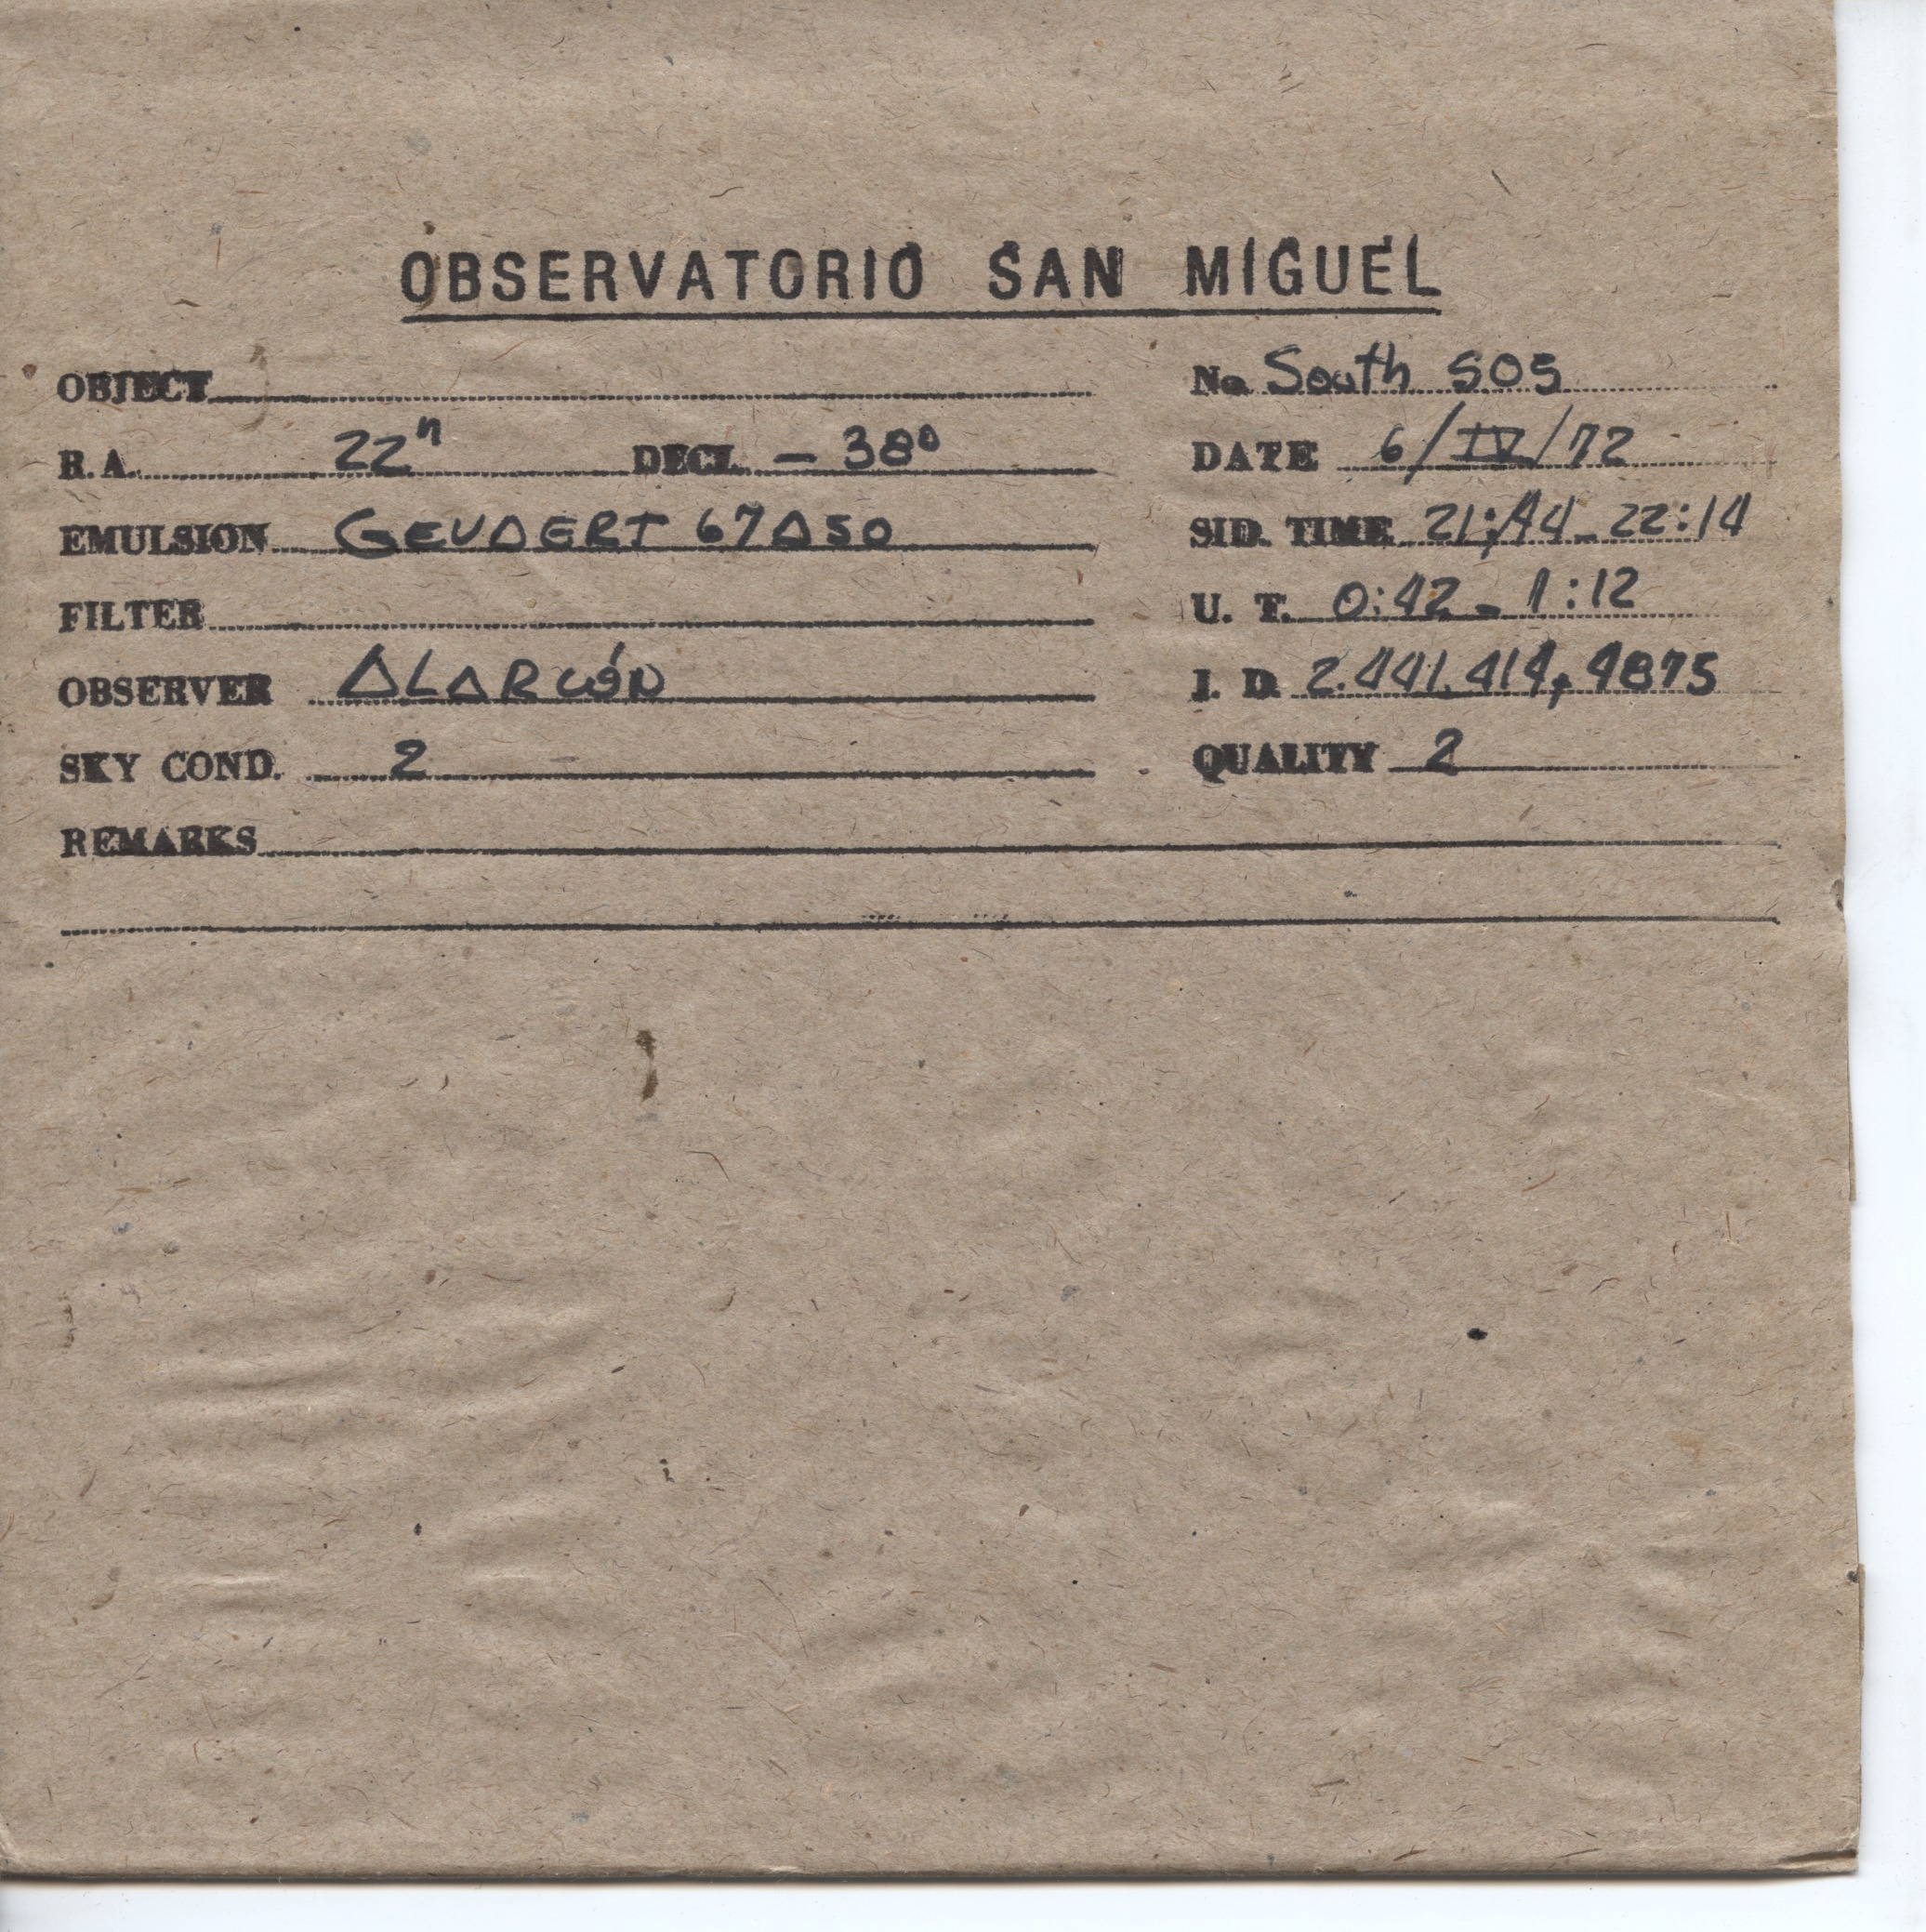 OBSERVATORIO SAN MIGUEL
OBJECT No South 505
R.A. 22h DECL. - 38° DATE 6/IV/72
EMULSION GEVAERT 67A50 SID. TIME 21:44 - 22:14
FILTER U. T. 0:42 - 1:12
OBSERVER ALARCÓN J. D. 2.441.414,4875
SKY COND. 2 QUALITY 2
REMARKS